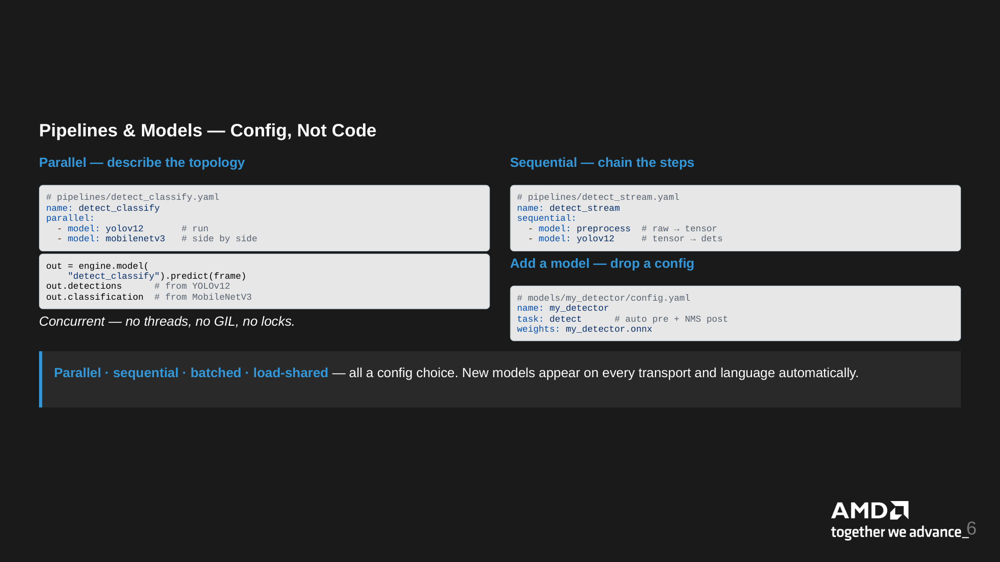 Pipelines & Models — Config, Not Code
Parallel — describe the topology
# pipelines/detect_classify.yaml
name: detect_classify
parallel:
  - model: yolov12       # run
  - model: mobilenetv3   # side by side
out = engine.model(
    "detect_classify").predict(frame)
out.detections      # from YOLOv12
out.classification  # from MobileNetV3
Concurrent — no threads, no GIL, no locks.
Sequential — chain the steps
# pipelines/detect_stream.yaml
name: detect_stream
sequential:
  - model: preprocess  # raw → tensor
  - model: yolov12     # tensor → dets
Add a model — drop a config
# models/my_detector/config.yaml
name: my_detector
task: detect      # auto pre + NMS post
weights: my_detector.onnx
Parallel · sequential · batched · load-shared — all a config choice. New models appear on every transport and language automatically.
AMD
together we advance_
6